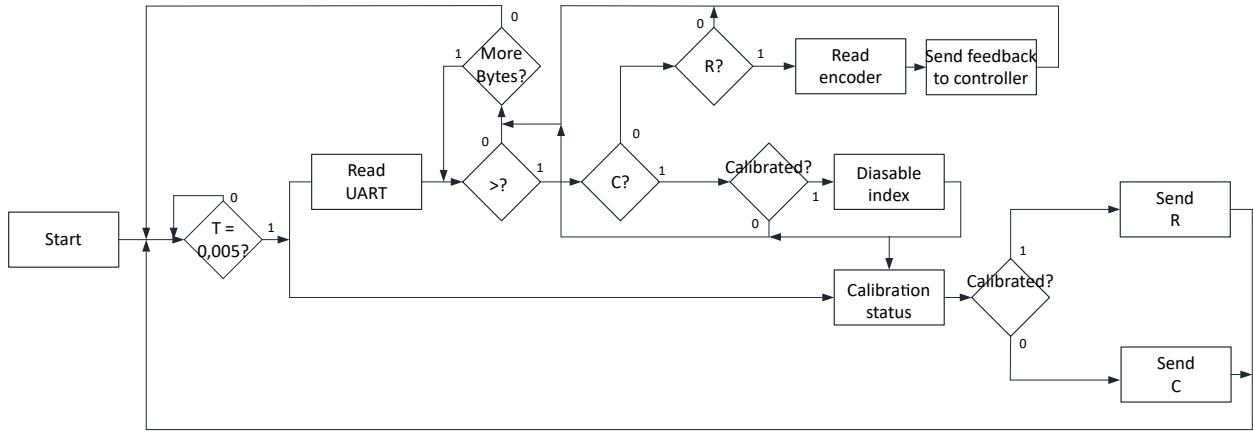 0
1
More
Bytes?
0
R?
1
Read
encoder
Send feedback
to controller
0
0
Read
UART
>?
1
C?
1
Calibrated?
1
Diasable
index
0
Start
0
T =
0,005?
1
Send
R
1
Calibration
status
Calibrated?
0
Send
C